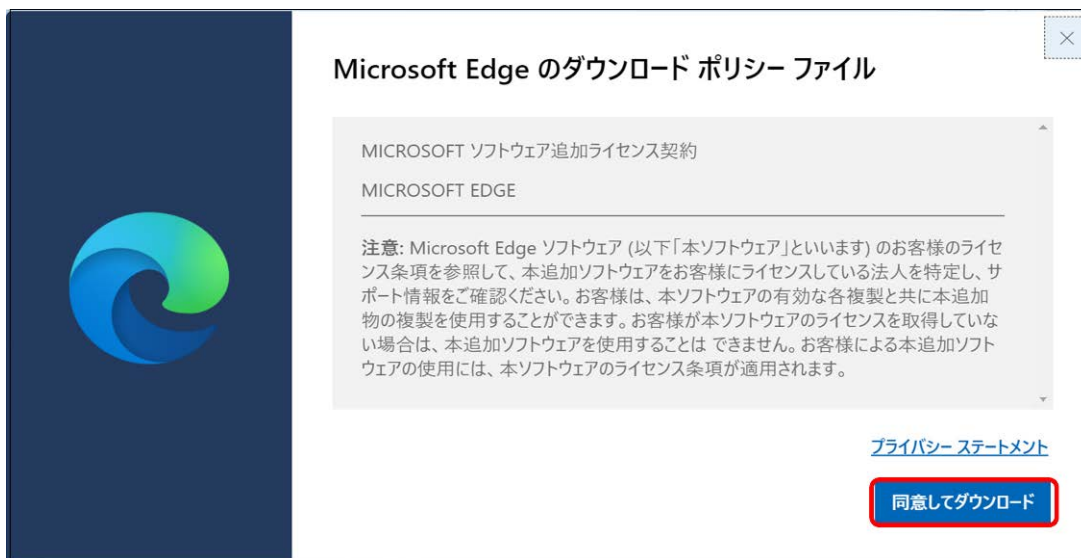 Microsoft Edge のダウンロード ポリシー ファイル
MICROSOFT ソフトウェア追加ライセンス契約
MICROSOFT EDGE
注意: Microsoft Edge ソフトウェア (以下「本ソフトウェア」といいます) のお客様のライセ
ンス条項を参照して、本追加ソフトウェアをお客様にライセンスしている法人を特定し、サ
ポート情報をご確認ください。お客様は、本ソフトウェアの有効な各複製と共に本追加
物の複製を使用することができます。お客様が本ソフトウェアのライセンスを取得していな
い場合は、本追加ソフトウェアを使用することは できません。お客様による本追加ソフト
ウェアの使用には、本ソフトウェアのライセンス条項が適用されます。
プライバシー ステートメント
同意してダウンロード